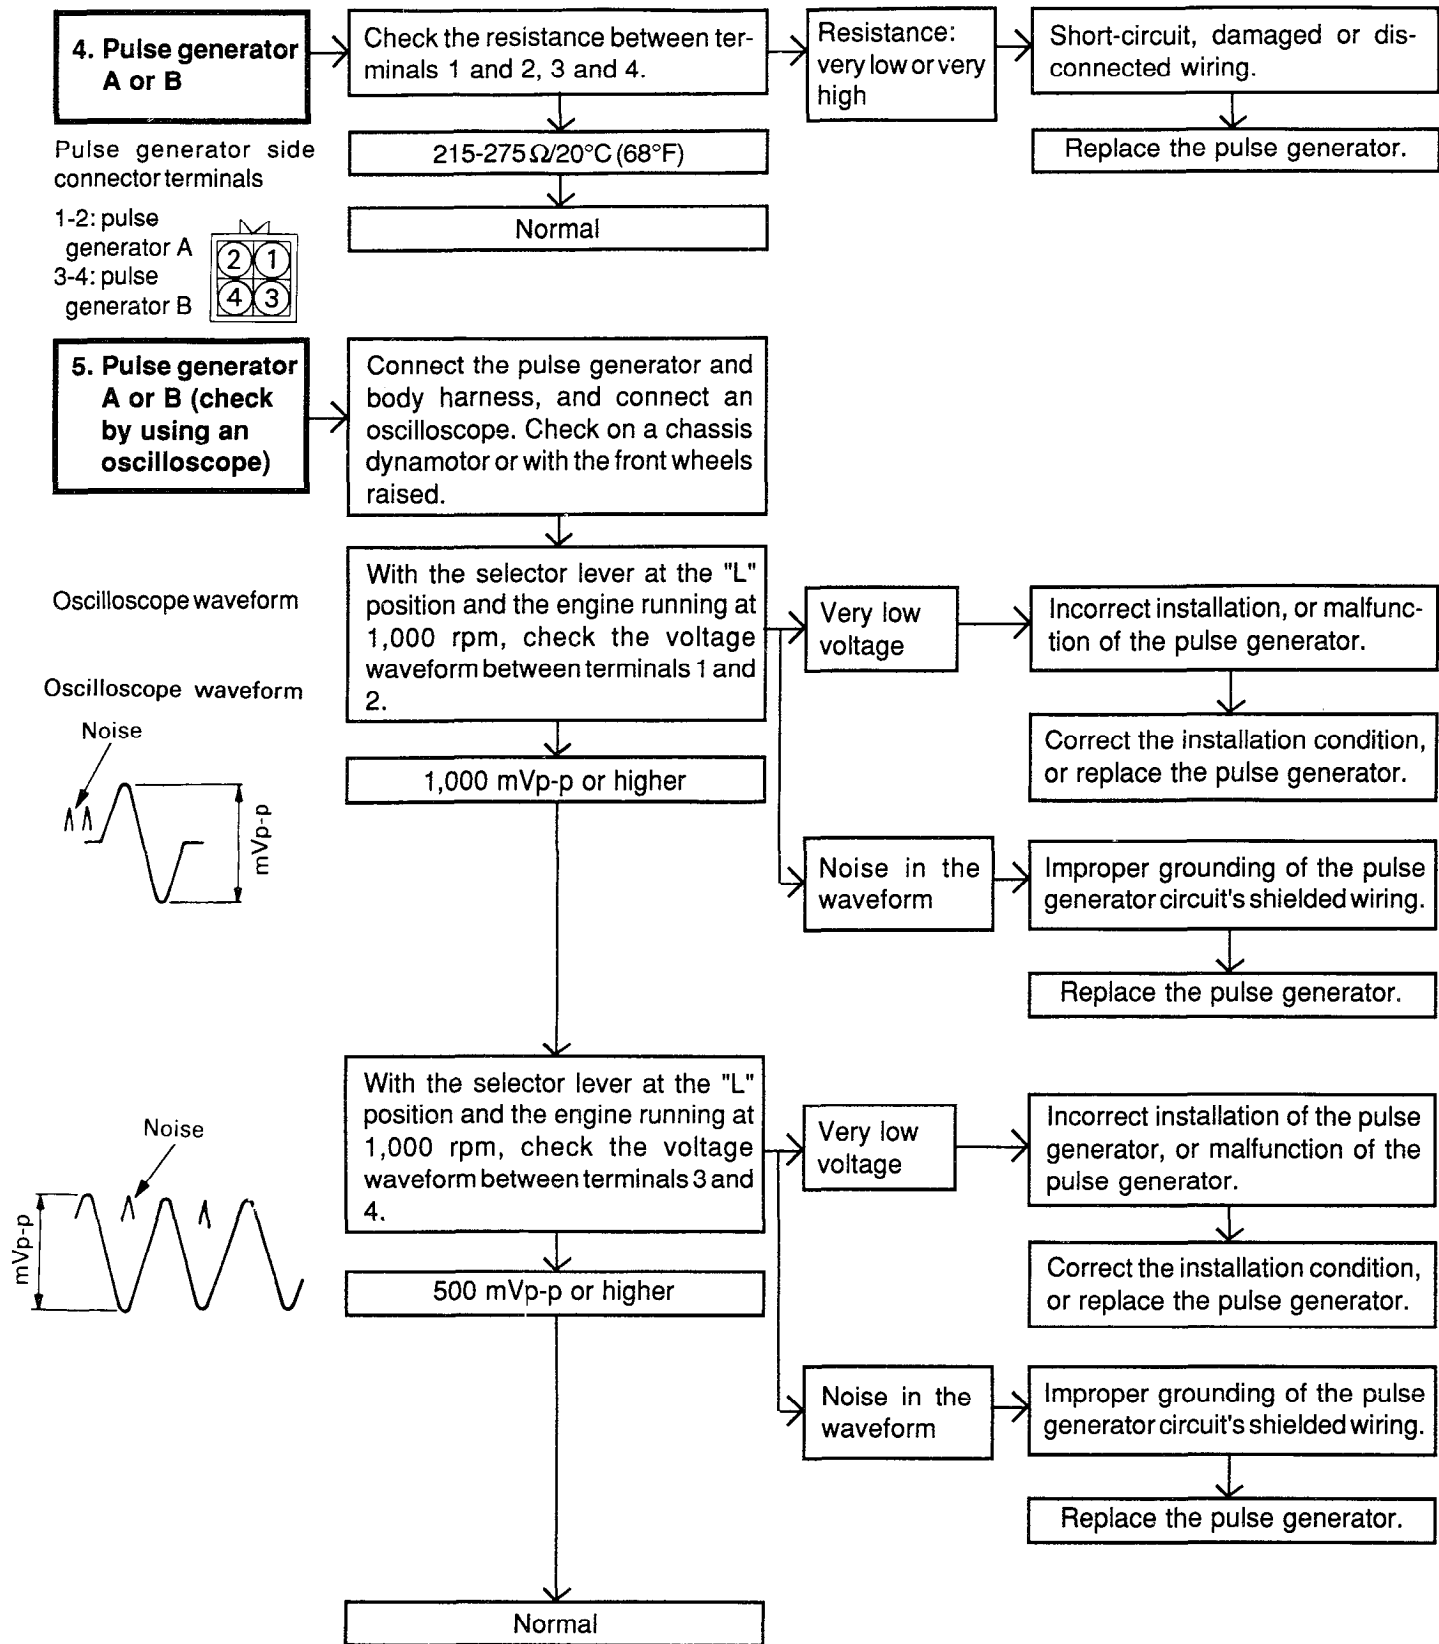 4. Pulse generator
A or B
Check the resistance between ter-
minals 1 and 2, 3 and 4.
Resistance:
very low or very
high
Short-circuit, damaged or dis-
connected wiring.
Replace the pulse generator.
215-275Ω/20°C (68°F)
Normal
Pulse generator side
connector terminals
1-2: pulse
generator A
3-4: pulse
generator B
2 1
4 3
5. Pulse generator
A or B (check
by using an
oscilloscope)
Connect the pulse generator and
body harness, and connect an
oscilloscope. Check on a chassis
dynamotor or with the front wheels
raised.
Oscilloscope waveform
With the selector lever at the "L"
position and the engine running at
1,000 rpm, check the voltage
waveform between terminals 1 and
2.
Very low
voltage
Incorrect installation, or malfunc-
tion of the pulse generator.
Correct the installation condition,
or replace the pulse generator.
Oscilloscope waveform
Noise
mVp-p
1,000 mVp-p or higher
Noise in the
waveform
Improper grounding of the pulse
generator circuit's shielded wiring.
Replace the pulse generator.
With the selector lever at the "L"
position and the engine running at
1,000 rpm, check the voltage
waveform between terminals 3 and
4.
Very low
voltage
Incorrect installation of the pulse
generator, or malfunction of the
pulse generator.
Correct the installation condition,
or replace the pulse generator.
Noise
mVp-p
500 mVp-p or higher
Noise in the
waveform
Improper grounding of the pulse
generator circuit's shielded wiring.
Replace the pulse generator.
Normal